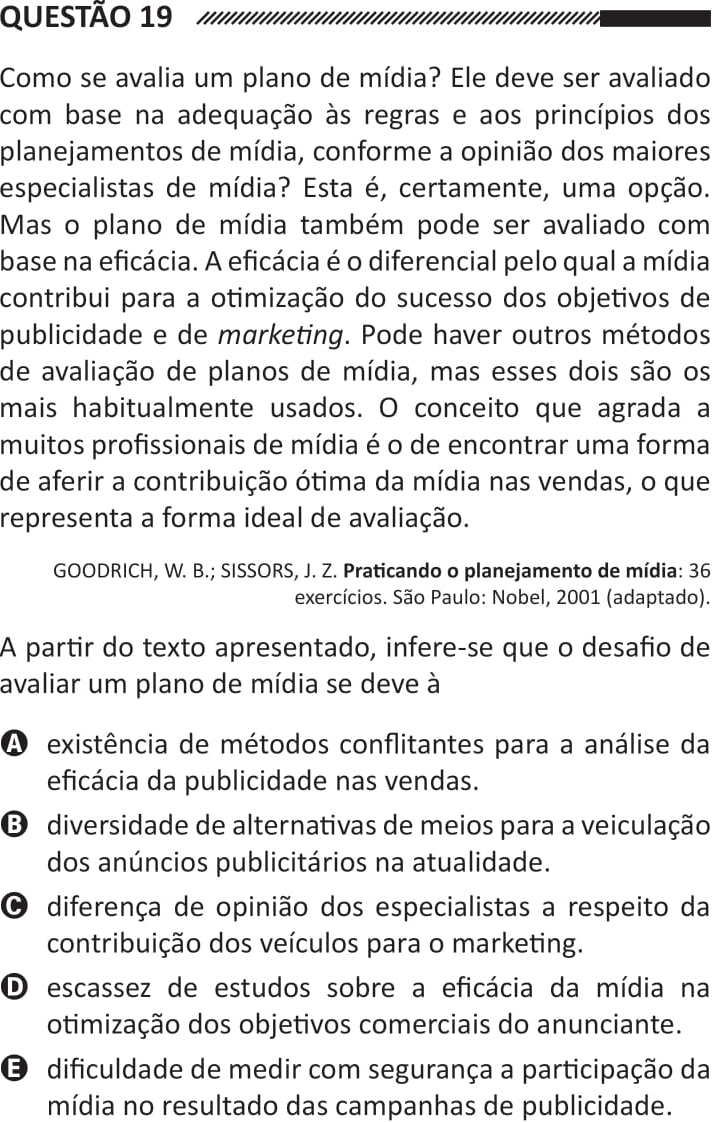 QUESTÃO 19
Como se avalia um plano de mídia? Ele deve ser avaliado
com base na adequação às regras e aos princípios dos
planejamentos de mídia, conforme a opinião dos maiores
especialistas de mídia? Esta é, certamente, uma opção.
Mas o plano de mídia também pode ser avaliado com
base na eficácia. A eficácia é o diferencial pelo qual a mídia
contribui para a otimização do sucesso dos objetivos de
publicidade e de marketing. Pode haver outros métodos
de avaliação de planos de mídia, mas esses dois são os
mais habitualmente usados. O conceito que agrada a
muitos profissionais de mídia é o de encontrar uma forma
de aferir a contribuição ótima da mídia nas vendas, o que
representa a forma ideal de avaliação.
GOODRICH, W. B.; SISSORS, J. Z. Praticando o planejamento de mídia: 36
exercícios. São Paulo: Nobel, 2001 (adaptado).
A partir do texto apresentado, infere-se que o desafio de
avaliar um plano de mídia se deve à
A existência de métodos conflitantes para a análise da
eficácia da publicidade nas vendas.
B diversidade de alternativas de meios para a veiculação
dos anúncios publicitários na atualidade.
C diferença de opinião dos especialistas a respeito da
contribuição dos veículos para o marketing.
D escassez de estudos sobre a eficácia da mídia na
otimização dos objetivos comerciais do anunciante.
E dificuldade de medir com segurança a participação da
mídia no resultado das campanhas de publicidade.